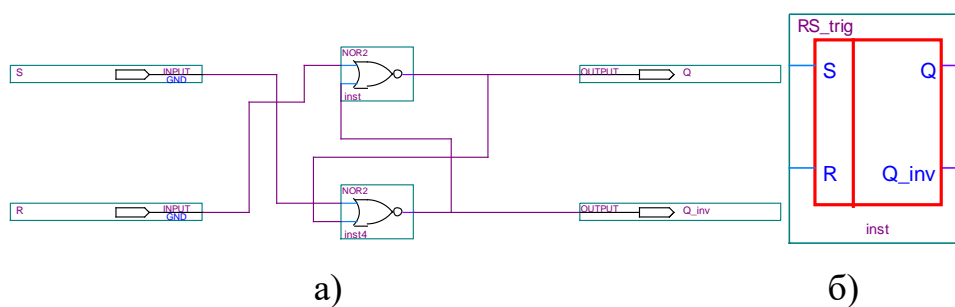 S
INPUT
GND
NOR2
inst
OUTPUT
Q
R
INPUT
GND
NOR2
inst4
OUTPUT
Q_inv
RS_trig
S
Q
R
Q_inv
inst
а)
б)